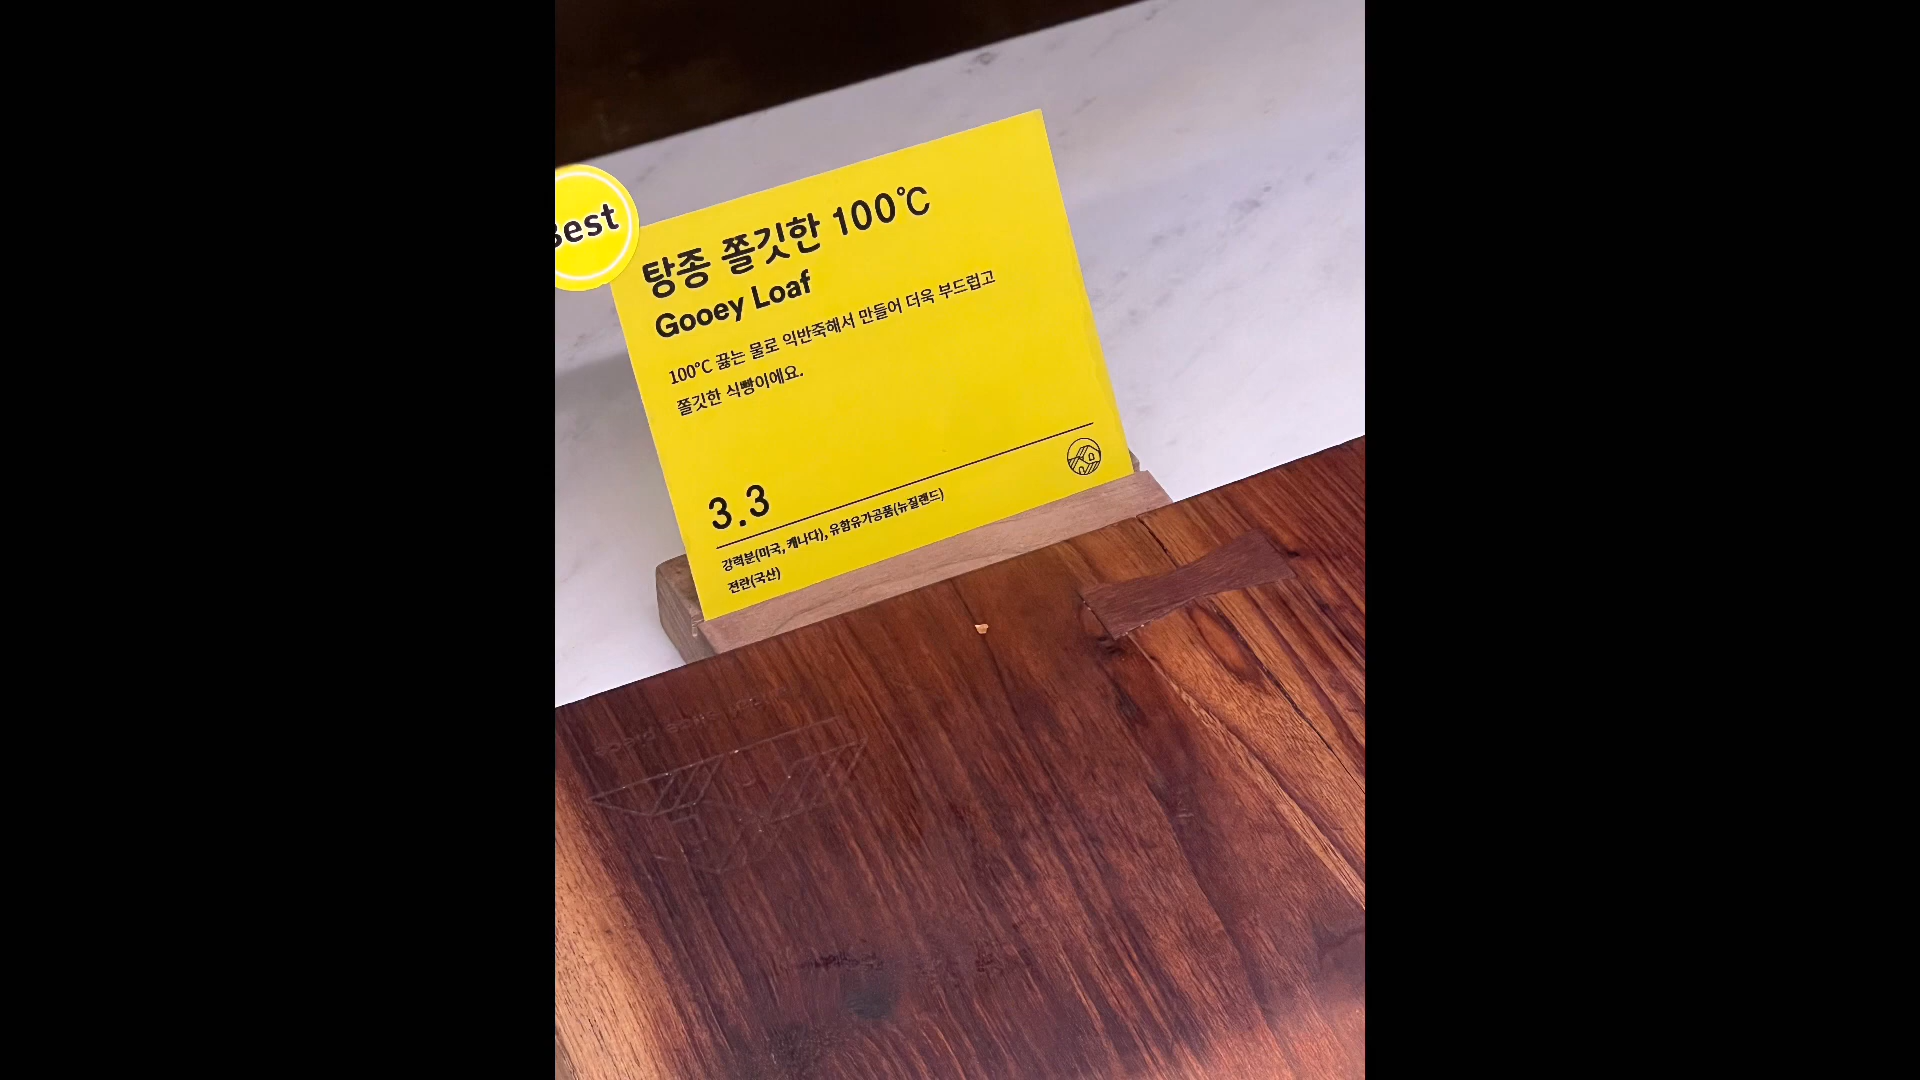 Best
탕종 쫄깃한 100℃
Gooey Loaf
100℃ 끓는 물로 익반죽해서 만들어 더욱 부드럽고
쫄깃한 식빵이에요.
3.3
강력분(미국, 캐나다), 유함유가공품(뉴질랜드)
전란(국산)